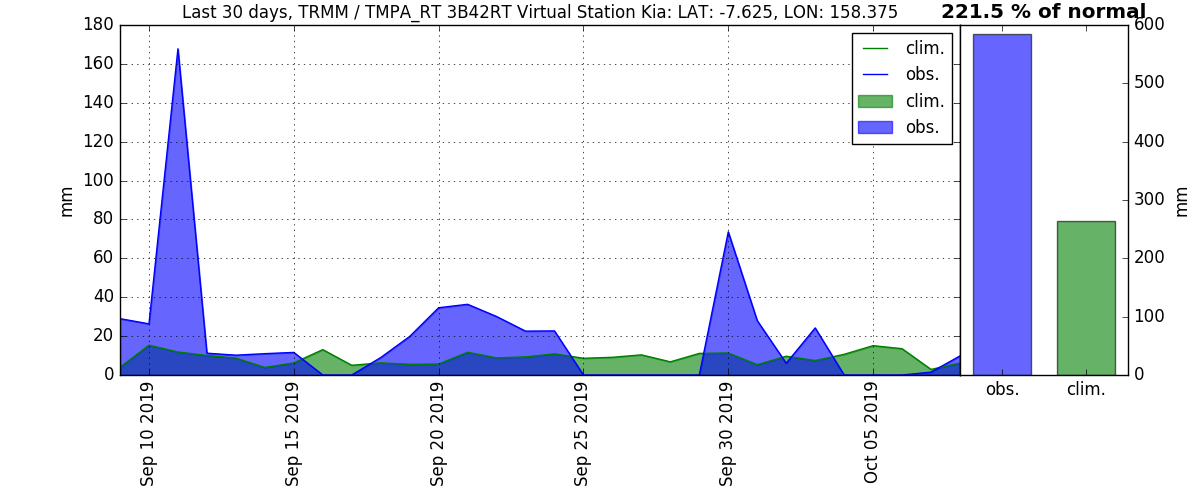 Last 30 days, TRMM / TMPA_RT 3B42RT Virtual Station Kia: LAT: -7.625, LON: 158.375
221.5 % of normal
180
160
140
120
100
80
60
40
20
0
mm
clim.
obs.
clim.
obs.
600
500
400
300
200
100
0
mm
Sep 10 2019
Sep 15 2019
Sep 20 2019
Sep 25 2019
Sep 30 2019
Oct 05 2019
obs.
clim.